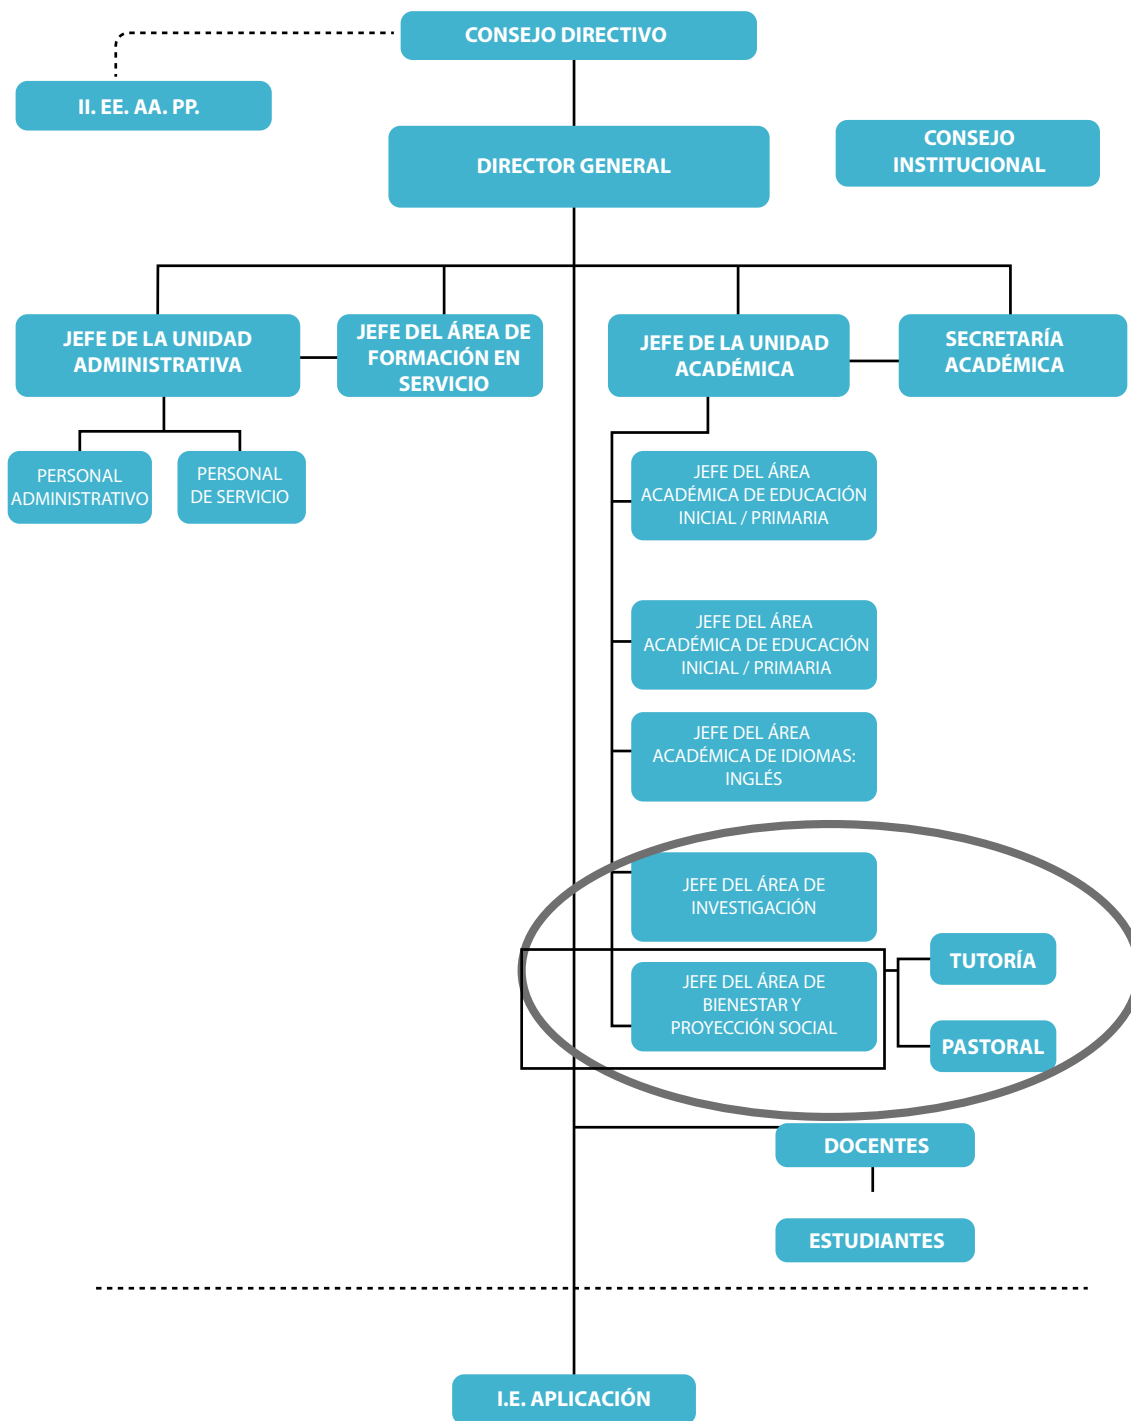 CONSEJO DIRECTIVO
II. EE. AA. PP.
DIRECTOR GENERAL
CONSEJO
INSTITUCIONAL
JEFE DE LA UNIDAD
ADMINISTRATIVA
JEFE DEL ÁREA DE
FORMACIÓN EN
SERVICIO
JEFE DE LA UNIDAD
ACADÉMICA
SECRETARÍA
ACADÉMICA
PERSONAL
ADMINISTRATIVO
PERSONAL
DE SERVICIO
JEFE DEL ÁREA
ACADÉMICA DE EDUCACIÓN
INICIAL / PRIMARIA
JEFE DEL ÁREA
ACADÉMICA DE EDUCACIÓN
INICIAL / PRIMARIA
JEFE DEL ÁREA
ACADÉMICA DE IDIOMAS:
INGLÉS
JEFE DEL ÁREA DE
INVESTIGACIÓN
JEFE DEL ÁREA DE
BIENESTAR Y
PROYECCIÓN SOCIAL
TUTORÍA
PASTORAL
DOCENTES
ESTUDIANTES
I.E. APLICACIÓN